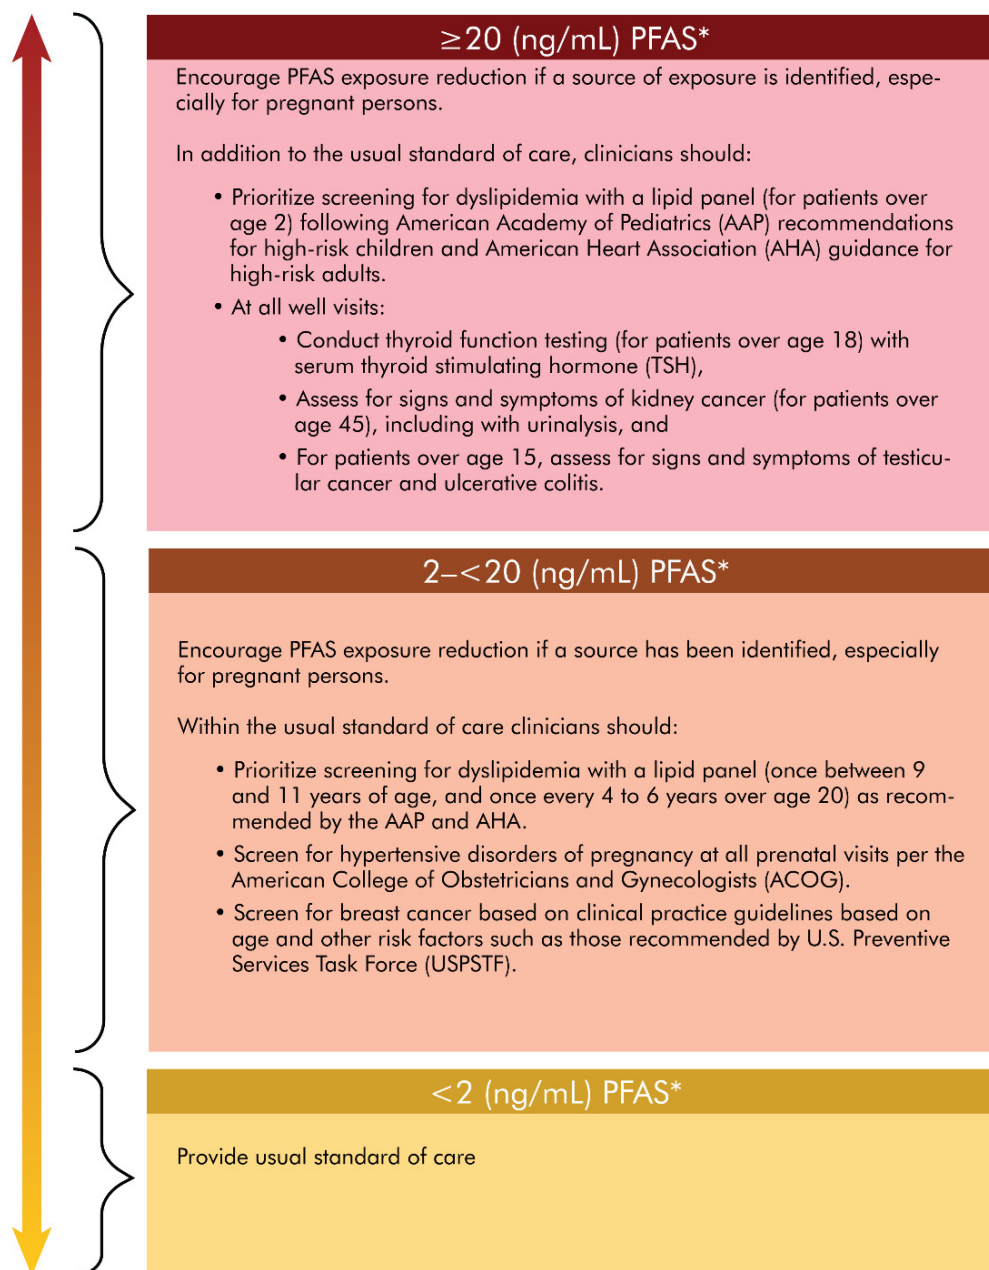 ≥20 (ng/mL) PFAS*
Encourage PFAS exposure reduction if a source of exposure is identified, espe-
cially for pregnant persons.
In addition to the usual standard of care, clinicians should:
• Prioritize screening for dyslipidemia with a lipid panel (for patients over
age 2) following American Academy of Pediatrics (AAP) recommendations
for high-risk children and American Heart Association (AHA) guidance for
high-risk adults.
• At all well visits:
• Conduct thyroid function testing (for patients over age 18) with
serum thyroid stimulating hormone (TSH),
• Assess for signs and symptoms of kidney cancer (for patients over
age 45), including with urinalysis, and
• For patients over age 15, assess for signs and symptoms of testicu-
lar cancer and ulcerative colitis.
2–<20 (ng/mL) PFAS*
Encourage PFAS exposure reduction if a source has been identified, especially
for pregnant persons.
Within the usual standard of care clinicians should:
• Prioritize screening for dyslipidemia with a lipid panel (once between 9
and 11 years of age, and once every 4 to 6 years over age 20) as recom-
mended by the AAP and AHA.
• Screen for hypertensive disorders of pregnancy at all prenatal visits per the
American College of Obstetricians and Gynecologists (ACOG).
• Screen for breast cancer based on clinical practice guidelines based on
age and other risk factors such as those recommended by U.S. Preventive
Services Task Force (USPSTF).
<2 (ng/mL) PFAS*
Provide usual standard of care